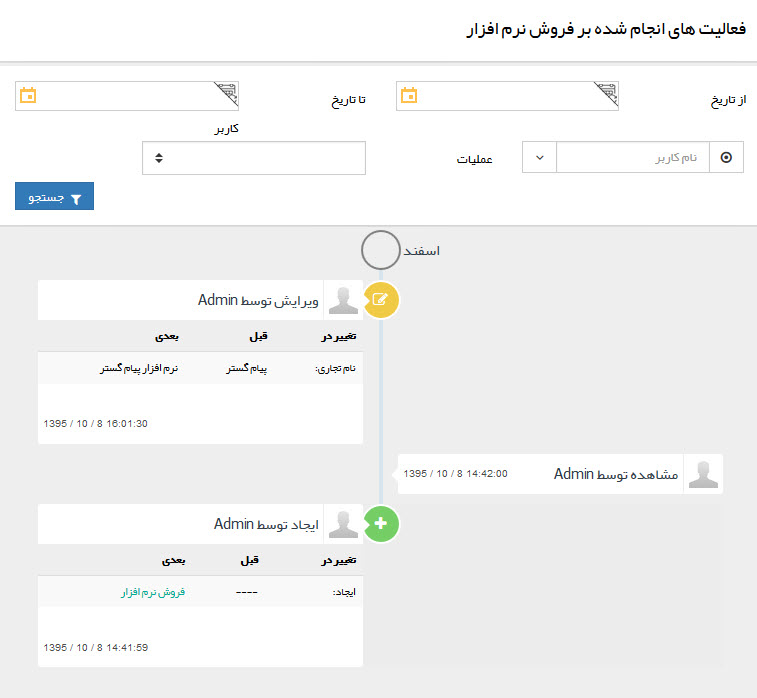 فعالیت های انجام شده بر فروش نرم افزار
از تاریخ
تا تاریخ
کاربر
نام کاربر
عملیات
جستجو
اسفند
ویرایش توسط Admin
تغییر در قبل بعدی
نام تجاری: پیام گستر نرم افزار پیام گستر
1395 / 10 / 8 16:01:30
مشاهده توسط Admin 1395 / 10 / 8 14:42:00
ایجاد توسط Admin
تغییر در قبل بعدی
ایجاد: ---- فروش نرم افزار
1395 / 10 / 8 14:41:59